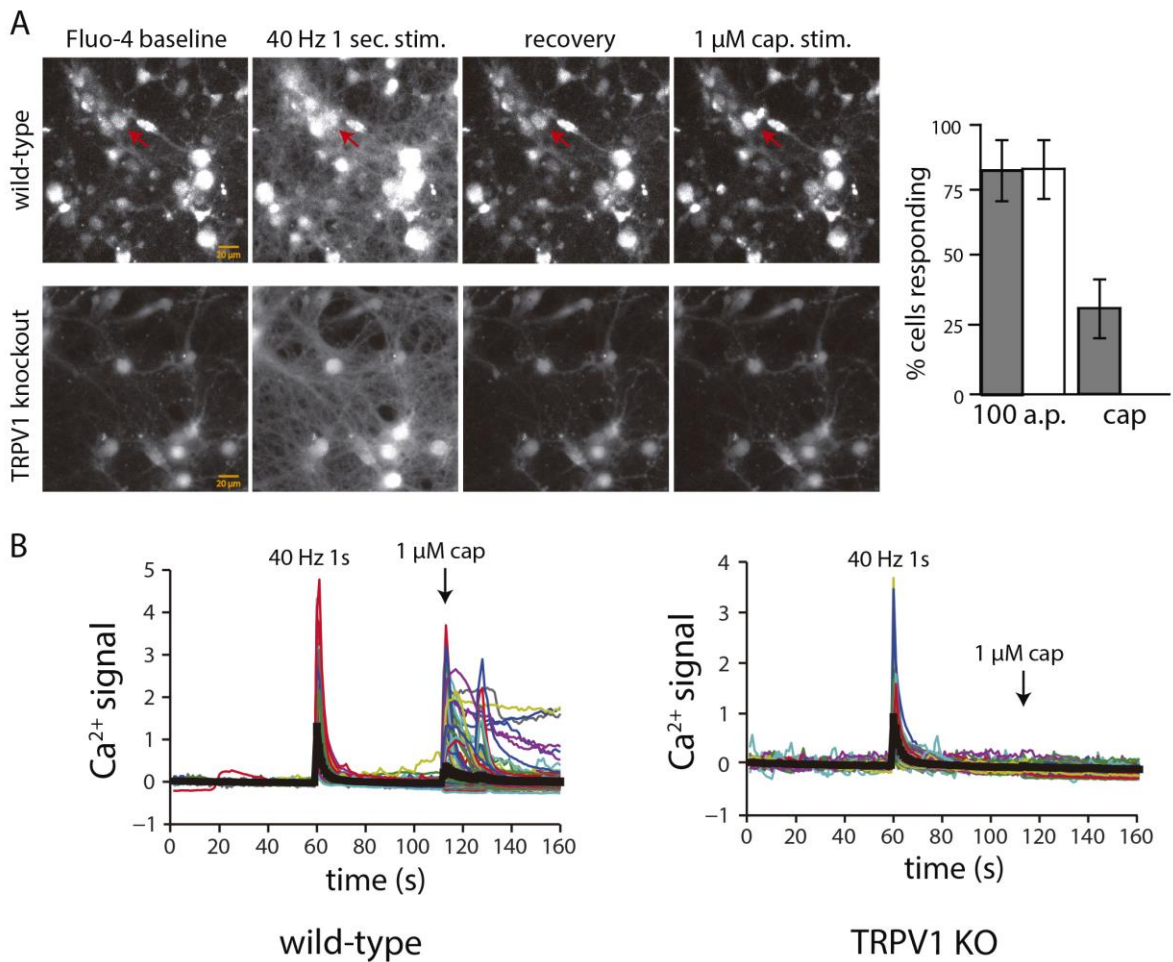 A
Fluo-4 baseline
40 Hz 1 sec. stim.
recovery
1 µM cap. stim.
wild-type
20 µm
TRPV1 knockout
20 µm
% cells responding
100
75
50
25
0
100 a.p.
cap
B
40 Hz 1s
1 µM cap
Ca2+ signal
5
4
3
2
1
0
−1
0 20 40 60 80 100 120 140 160
time (s)
wild-type
40 Hz 1s
1 µM cap
Ca2+ signal
4
3
2
1
0
−1
0 20 40 60 80 100 120 140 160
time (s)
TRPV1 KO